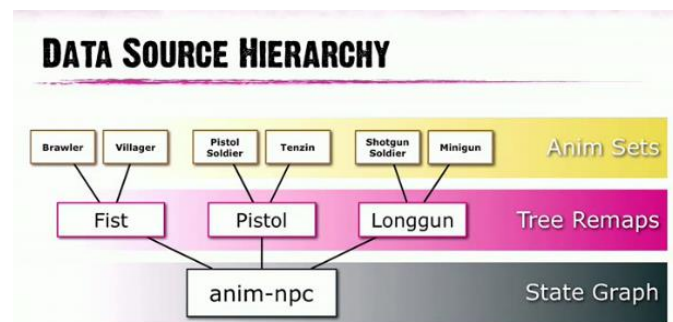 DATA SOURCE HIERARCHY
Brawler
Villager
Pistol
Soldier
Tenzin
Shotgun
Soldier
Minigun
Anim Sets
Fist
Pistol
Longgun
Tree Remaps
anim-npc
State Graph